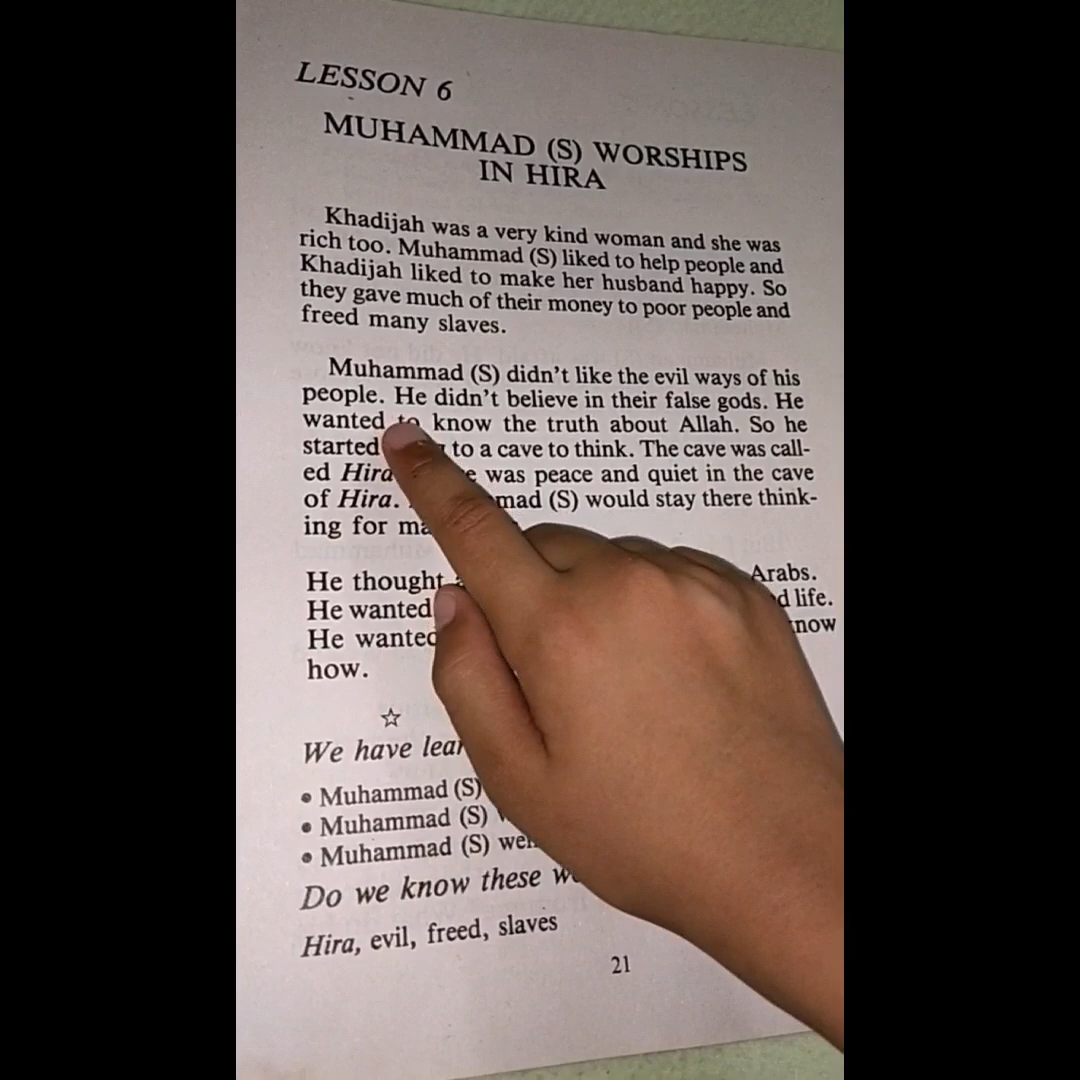 LESSON 6
MUHAMMAD (S) WORSHIPS
IN HIRA
Khadijah was a very kind woman and she was
rich too. Muhammad (S) liked to help people and
Khadijah liked to make her husband happy. So
they gave much of their money to poor people and
freed many slaves.
Muhammad (S) didn't like the evil ways of his
people. He didn't believe in their false gods. He
wanted to know the truth about Allah. So he
started to a cave to think. The cave was call-
ed Hira was peace and quiet in the cave
of Hira. (S) would stay there think-
ing for
He thought Arabs.
He wanted life.
He wanted
how.
☆
We have
• Muhammad (S)
• Muhammad (S)
• Muhammad (S)
Do we know these
Hira, evil, freed, slaves
21